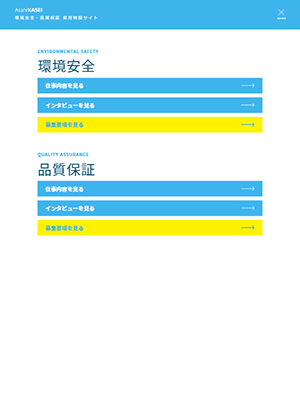 AsahiKASEI
環境安全・品質保証 採用特設サイト
ENVIRONMENTAL SAFETY
環境安全
仕事内容を見る
インタビューを見る
募集要項を見る
QUALITY ASSURANCE
品質保証
仕事内容を見る
インタビューを見る
募集要項を見る